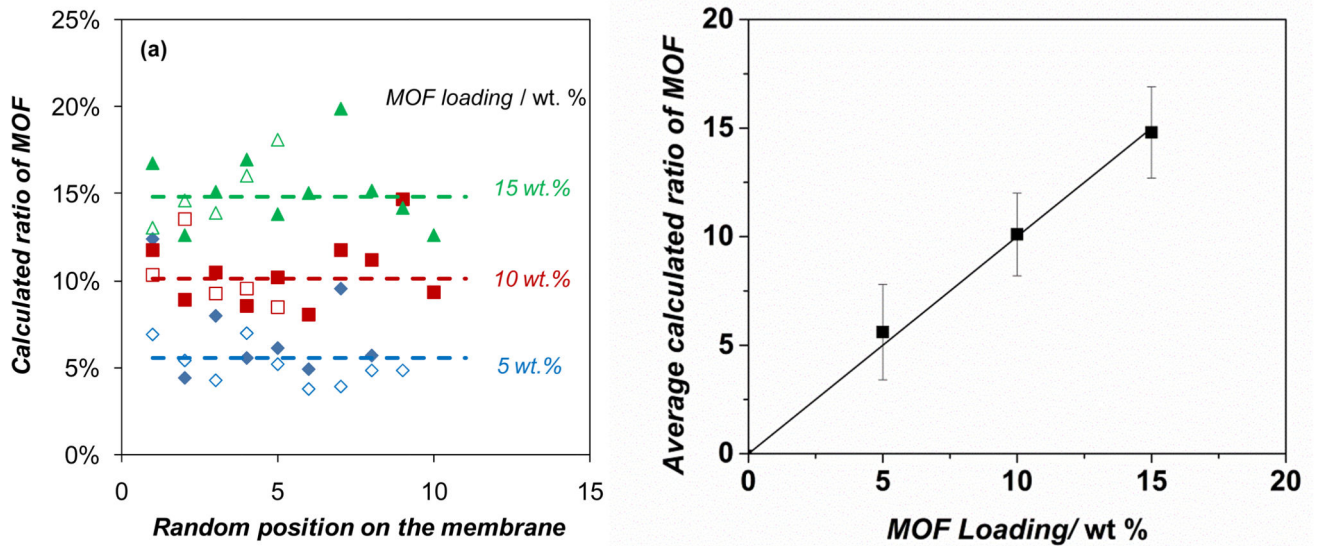 25%
20%
15%
10%
5%
0%
(a)
MOF loading / wt. %
15 wt.%
10 wt.%
5 wt.%
0
5
10
15
Calculated ratio of MOF
Random position on the membrane
20
15
10
5
0
0
5
10
15
20
Average calculated ratio of MOF
MOF Loading/ wt %